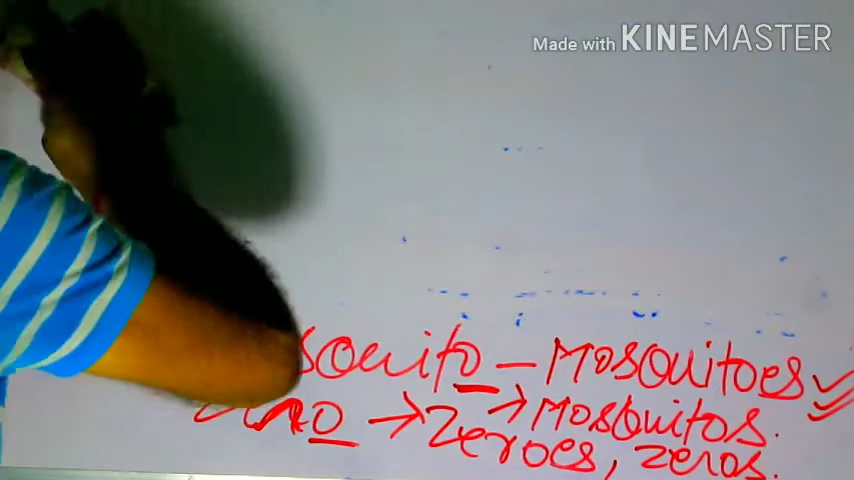 Made with KINEMASTER
squito – Mosquitoes
→ Mosquitos.
→ Zeroes, zeros.